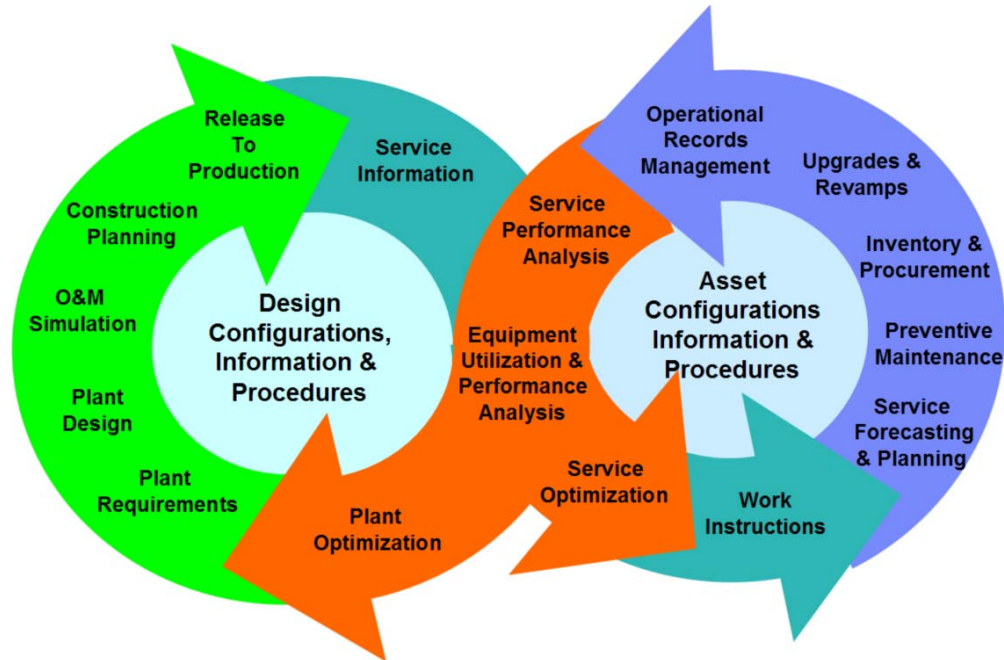 Release
To
Production
Construction
Planning
O&M
Simulation
Plant
Design
Plant
Requirements
Service
Information
Design
Configurations,
Information &
Procedures
Plant
Optimization
Service
Performance
Analysis
Equipment
Utilization &
Performance
Analysis
Service
Optimization
Asset
Configurations
Information &
Procedures
Work
Instructions
Operational
Records
Management
Upgrades &
Revamps
Inventory &
Procurement
Preventive
Maintenance
Service
Forecasting
& Planning